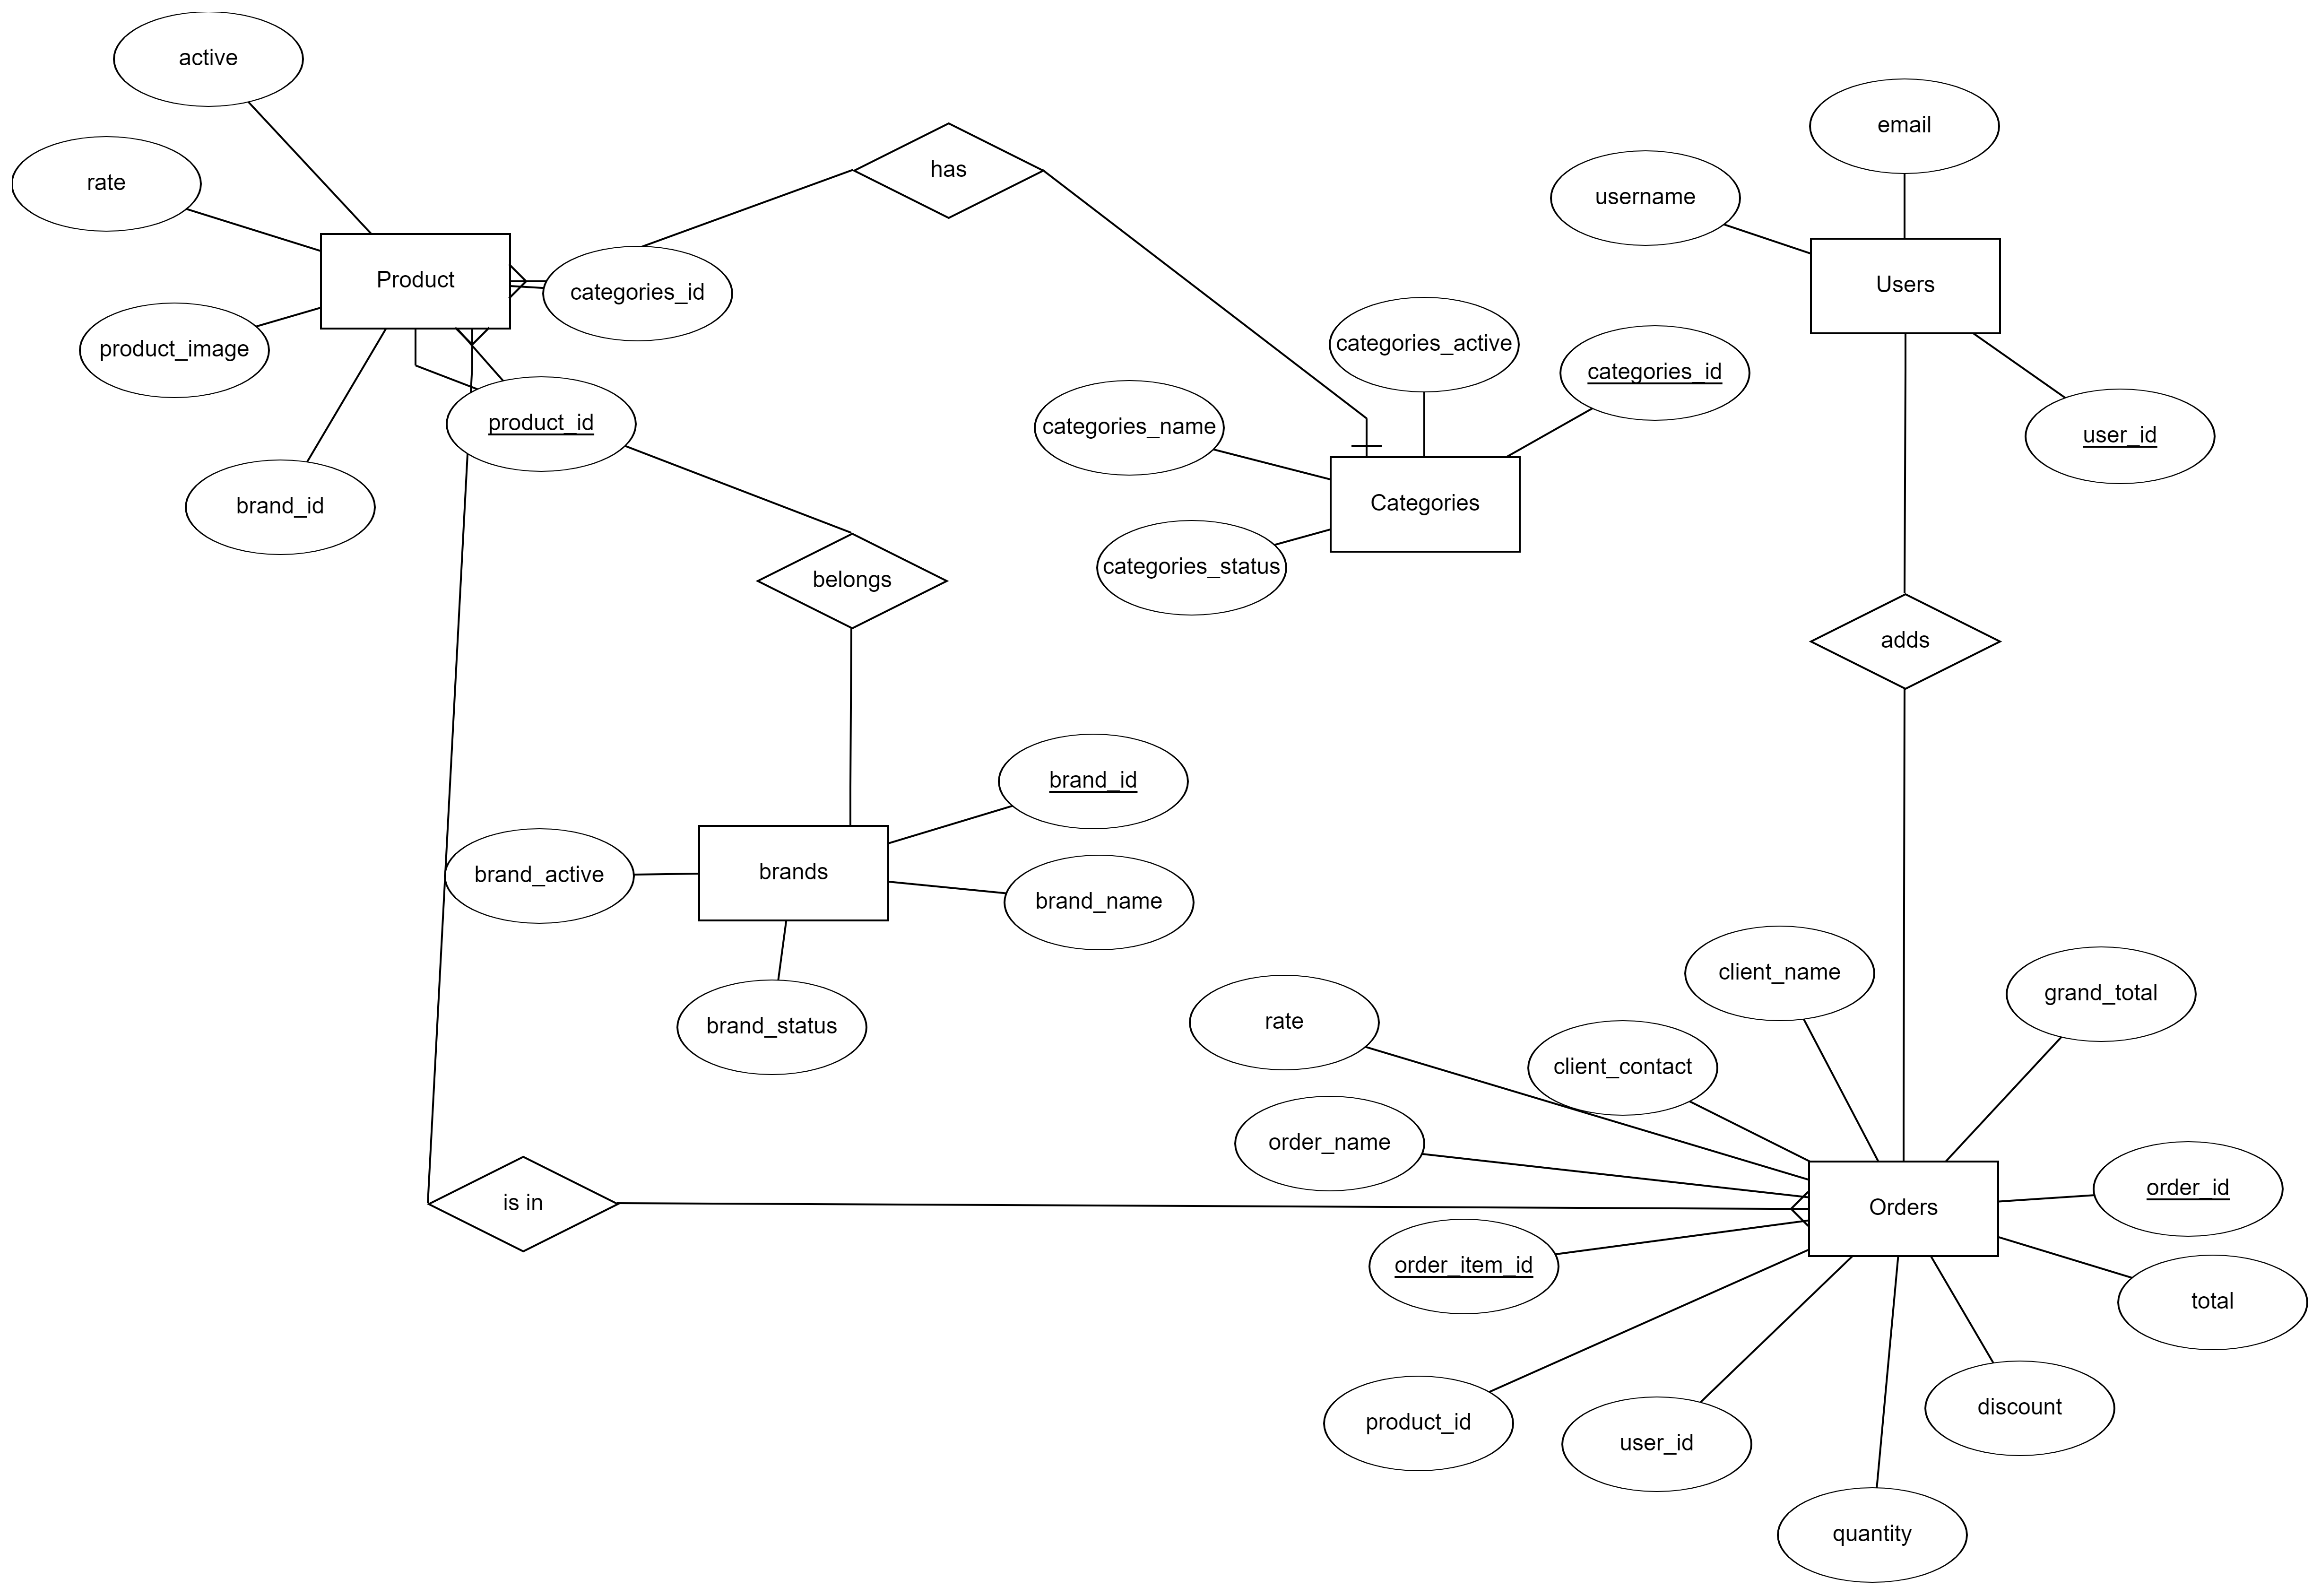 active
email
has
rate
username
Product
Users
categories_id
categories_active
product_image
categories_id
product_id
categories_name
user_id
Categories
brand_id
categories_status
belongs
adds
brand_id
brands
brand_active
brand_name
client_name
grand_total
rate
brand_status
client_contact
order_name
order_id
is in
Orders
order_item_id
total
discount
product_id
user_id
quantity